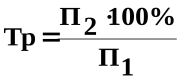 Тр = П₂ · 100% / П₁